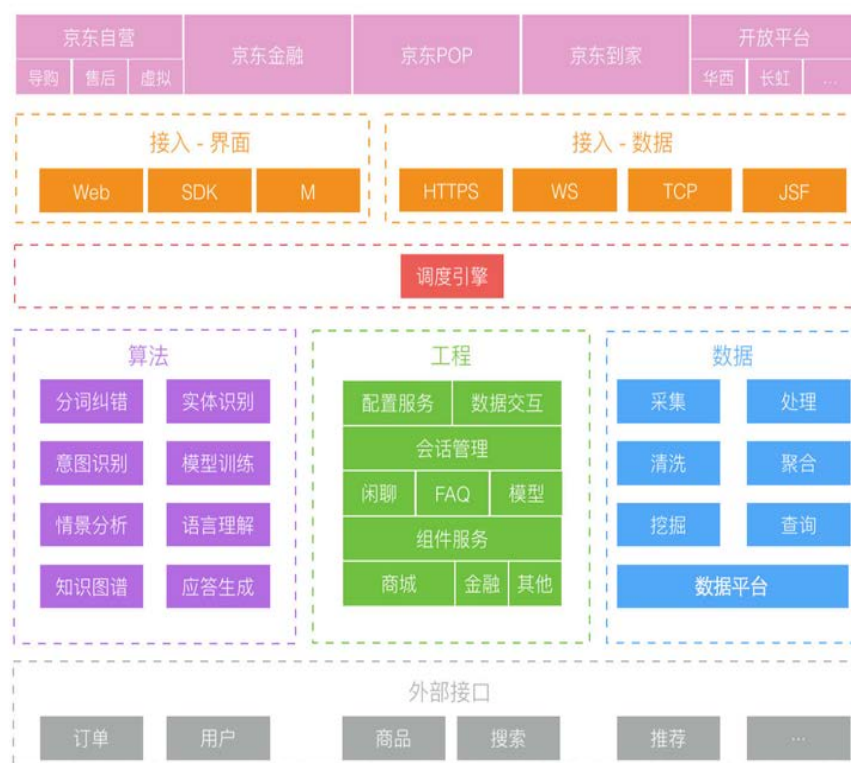 京东自营 京东金融 京东POP 京东到家 开放平台
导购 售后 虚拟 华西 长虹 ...
接入 - 界面 接入 - 数据
Web SDK M HTTPS WS TCP JSF
调度引擎
算法 工程 数据
分词纠错 实体识别 配置服务 数据交互 采集 处理
会话管理
意图识别 模型训练 清洗 聚合
闲聊 FAQ 模型
情景分析 语言理解 挖掘 查询
组件服务
知识图谱 应答生成 商城 金融 其他 数据平台
外部接口
订单 用户 商品 搜索 推荐 ...